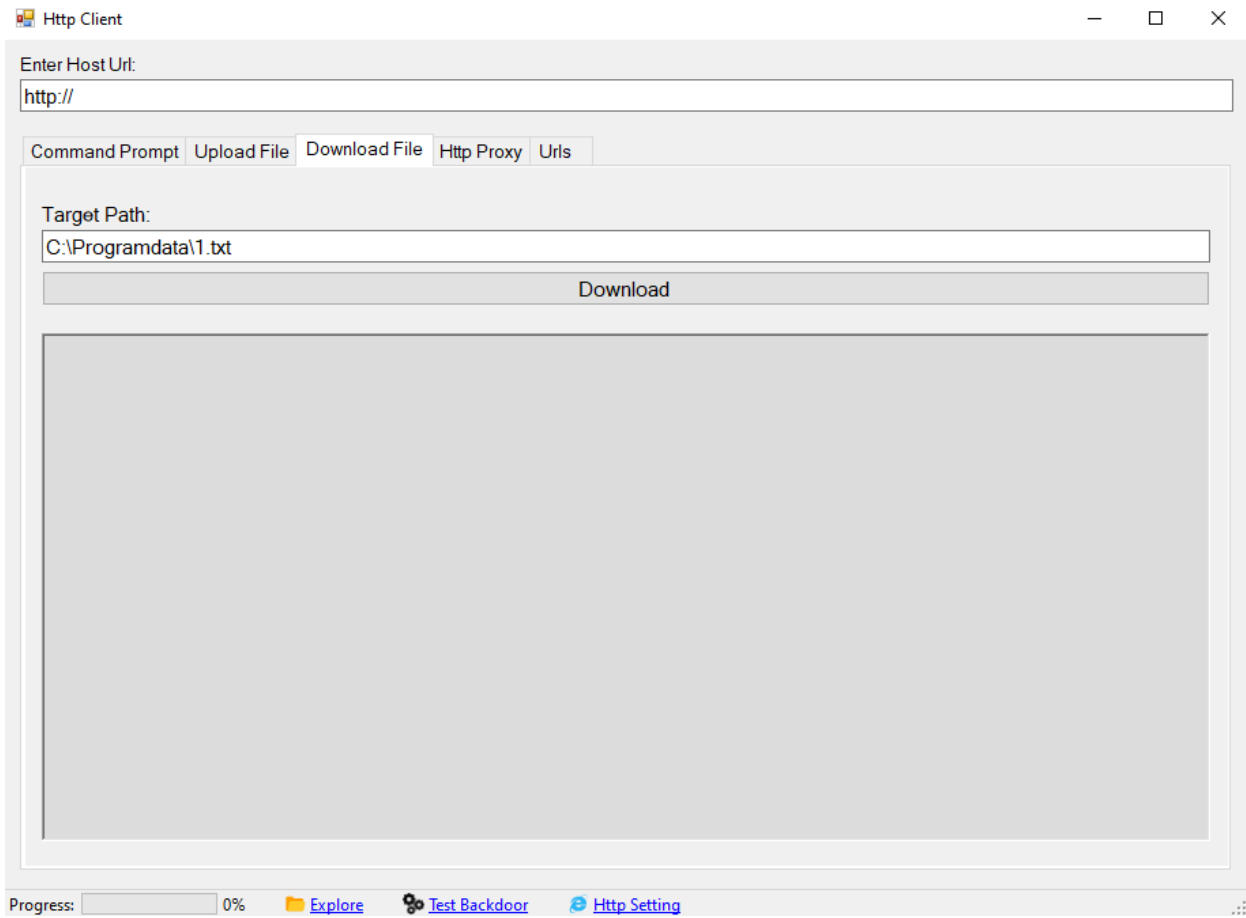 Http Client
Enter Host Url:
http://
Command Prompt Upload File Download File Http Proxy Urls
Target Path:
C:\Programdata\1.txt
Download
Progress: 0% Explore Test Backdoor Http Setting